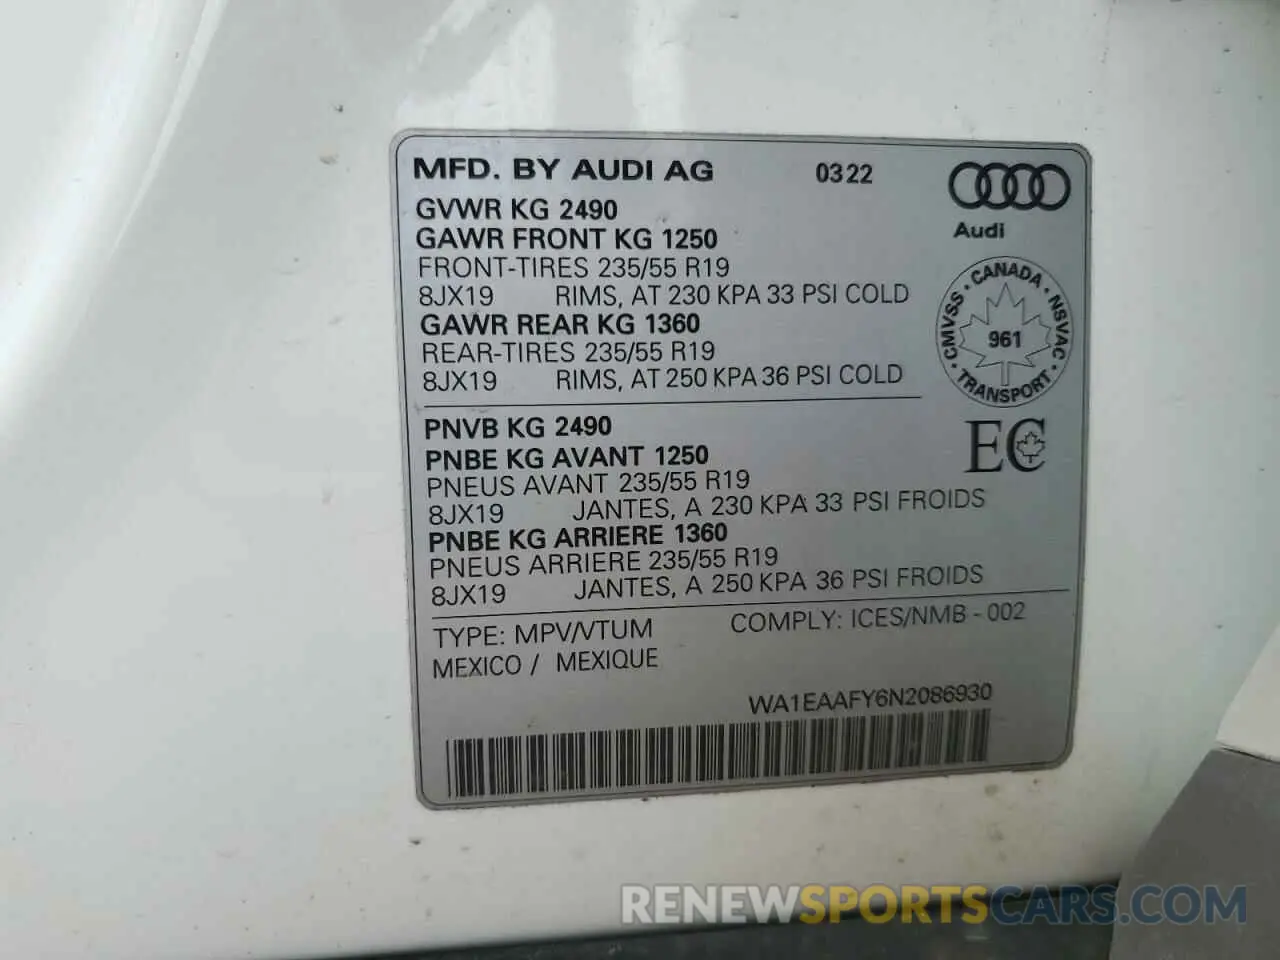 MFD. BY AUDI AG 0322
GVWR KG 2490
Audi
GAWR FRONT KG 1250
FRONT-TIRES 235/55 R19
8JX19 RIMS, AT 230 KPA 33 PSI COLD
GAWR REAR KG 1360
REAR-TIRES 235/55 R19
8JX19 RIMS, AT 250 KPA 36 PSI COLD
CMVSS · CANADA · NSVAC · TRANSPORT ·
961
PNVB KG 2490
EC
PNBE KG AVANT 1250
PNEUS AVANT 235/55 R19
8JX19 JANTES, A 230 KPA 33 PSI FROIDS
PNBE KG ARRIERE 1360
PNEUS ARRIERE 235/55 R19
8JX19 JANTES, A 250 KPA 36 PSI FROIDS
TYPE: MPV/VTUM COMPLY: ICES/NMB - 002
MEXICO / MEXIQUE
WA1EAAFY6N2086930
RENEWSPORTSCARS.COM